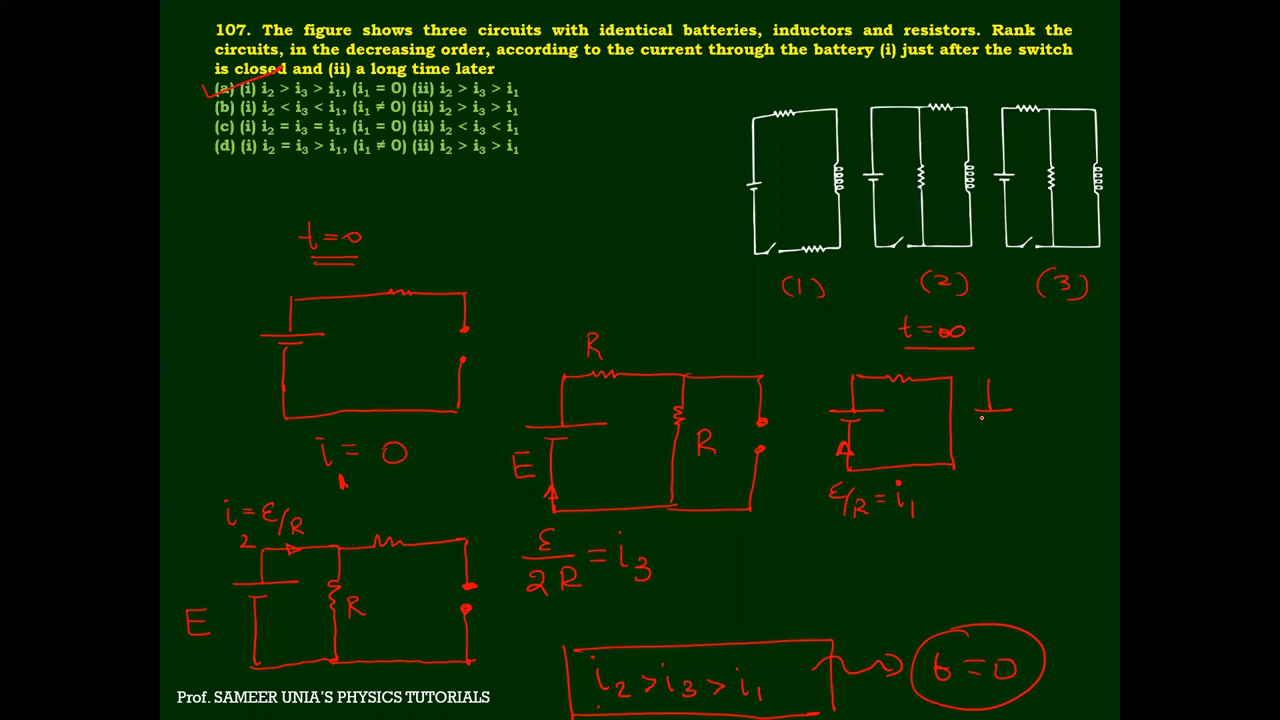 107. The figure shows three circuits with identical batteries, inductors and resistors. Rank the
circuits, in the decreasing order, according to the current through the battery (i) just after the switch
is closed and (ii) a long time later
(a) (i) i₂ > i₃ > i₁, (i₁ = 0) (ii) i₂ > i₃ > i₁
(b) (i) i₂ < i₃ < i₁, (i₁ ≠ 0) (ii) i₂ > i₃ > i₁
(c) (i) i₂ = i₃ = i₁, (i₁ = 0) (ii) i₂ < i₃ < i₁
(d) (i) i₂ = i₃ > i₁, (i₁ ≠ 0) (ii) i₂ > i₃ > i₁
(1) (2) (3)
t = 0
i₁ = 0
i₂ = ε/R
E R
R
E R
ε/2R = i₃
t = ∞
ε/R = i₁
i₂ > i₃ > i₁
t = 0
Prof. SAMEER UNIA'S PHYSICS TUTORIALS